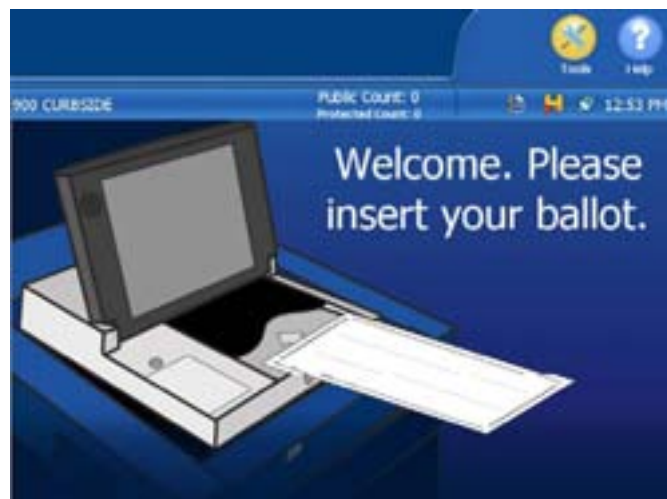 Tools Help
900 CURBSIDE Public Count: 0 12:53 PM
Protected Count: 0
Welcome. Please
insert your ballot.